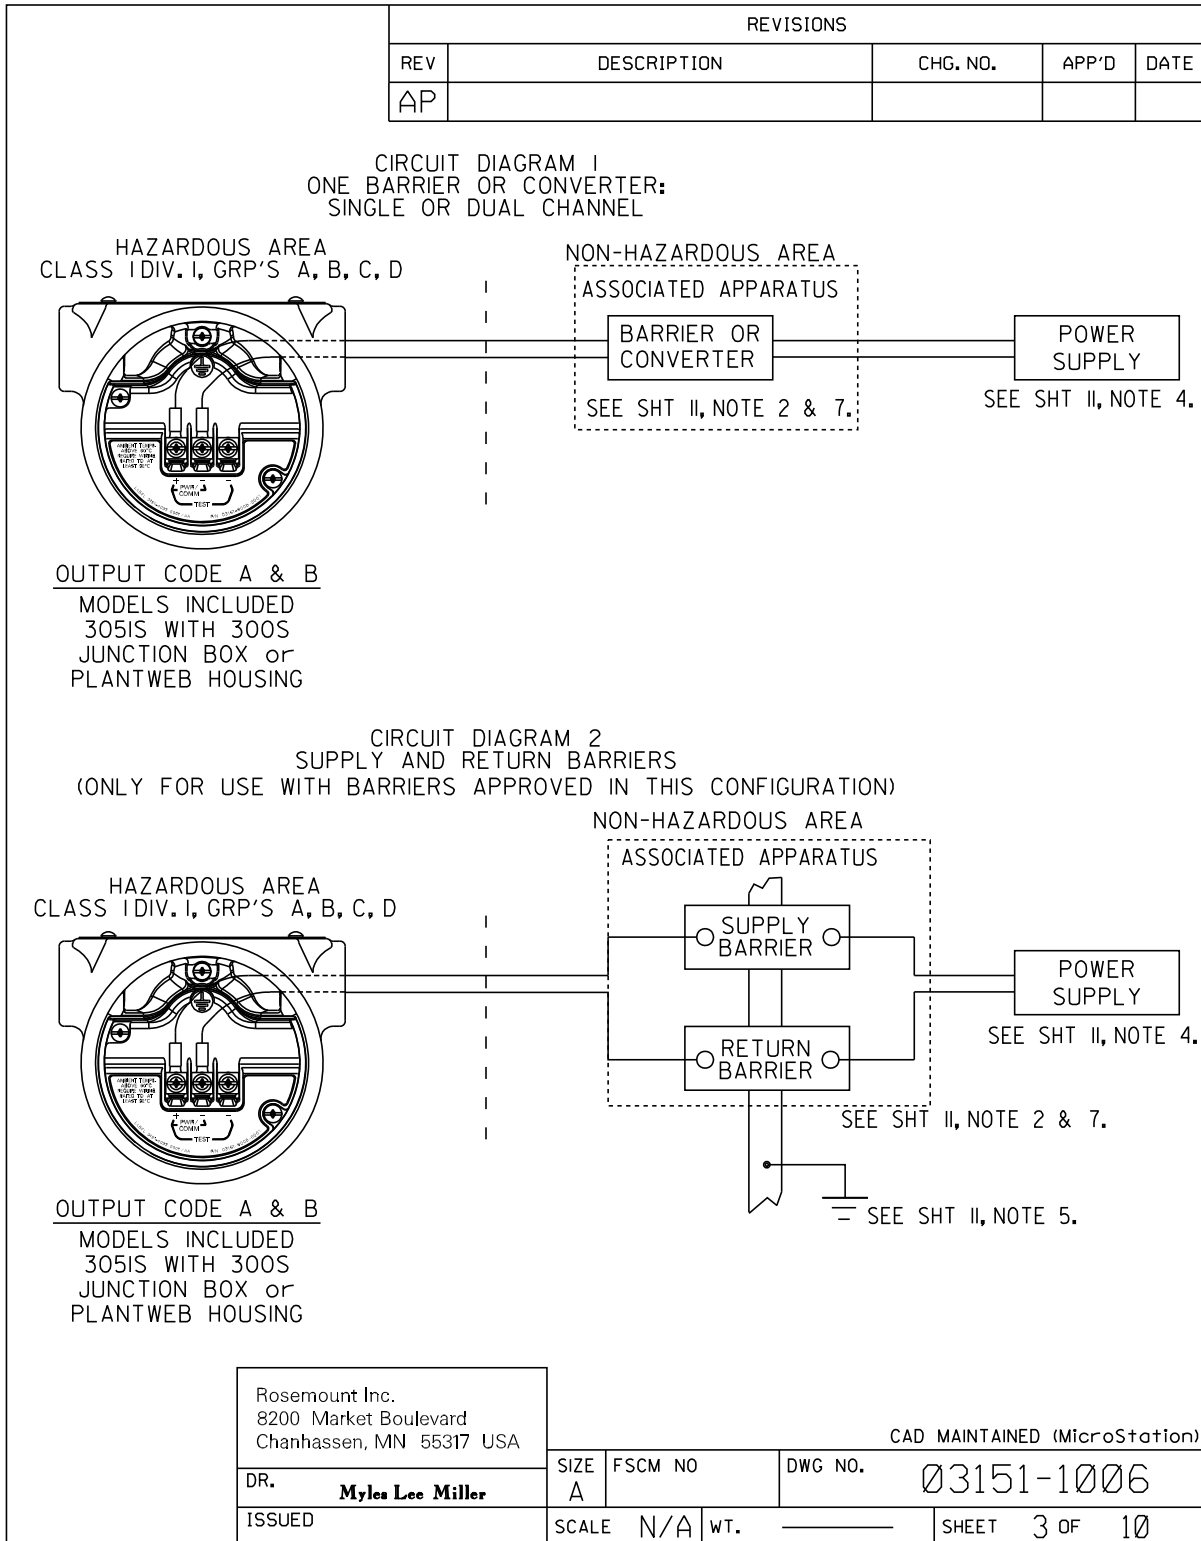 REVISIONS
REV DESCRIPTION CHG. NO. APP'D DATE
AP
CIRCUIT DIAGRAM I
ONE BARRIER OR CONVERTER:
SINGLE OR DUAL CHANNEL
HAZARDOUS AREA
CLASS I DIV. I, GRP'S A, B, C, D
NON-HAZARDOUS AREA
ASSOCIATED APPARATUS
BARRIER OR
CONVERTER
SEE SHT II, NOTE 2 & 7.
POWER
SUPPLY
SEE SHT II, NOTE 4.
+ - -
PWR/
COMM
TEST
OUTPUT CODE A & B
MODELS INCLUDED
305IS WITH 300S
JUNCTION BOX or
PLANTWEB HOUSING
CIRCUIT DIAGRAM 2
SUPPLY AND RETURN BARRIERS
(ONLY FOR USE WITH BARRIERS APPROVED IN THIS CONFIGURATION)
NON-HAZARDOUS AREA
ASSOCIATED APPARATUS
HAZARDOUS AREA
CLASS I DIV. I, GRP'S A, B, C, D
SUPPLY
BARRIER
RETURN
BARRIER
POWER
SUPPLY
SEE SHT II, NOTE 4.
SEE SHT II, NOTE 2 & 7.
SEE SHT II, NOTE 5.
+ - -
PWR/
COMM
TEST
OUTPUT CODE A & B
MODELS INCLUDED
305IS WITH 300S
JUNCTION BOX or
PLANTWEB HOUSING
Rosemount Inc.
8200 Market Boulevard
Chanhassen, MN 55317 USA
CAD MAINTAINED (MicroStation)
DR. Myles Lee Miller
SIZE A FSCM NO DWG NO. 03151-1006
ISSUED
SCALE N/A WT. SHEET 3 OF 10